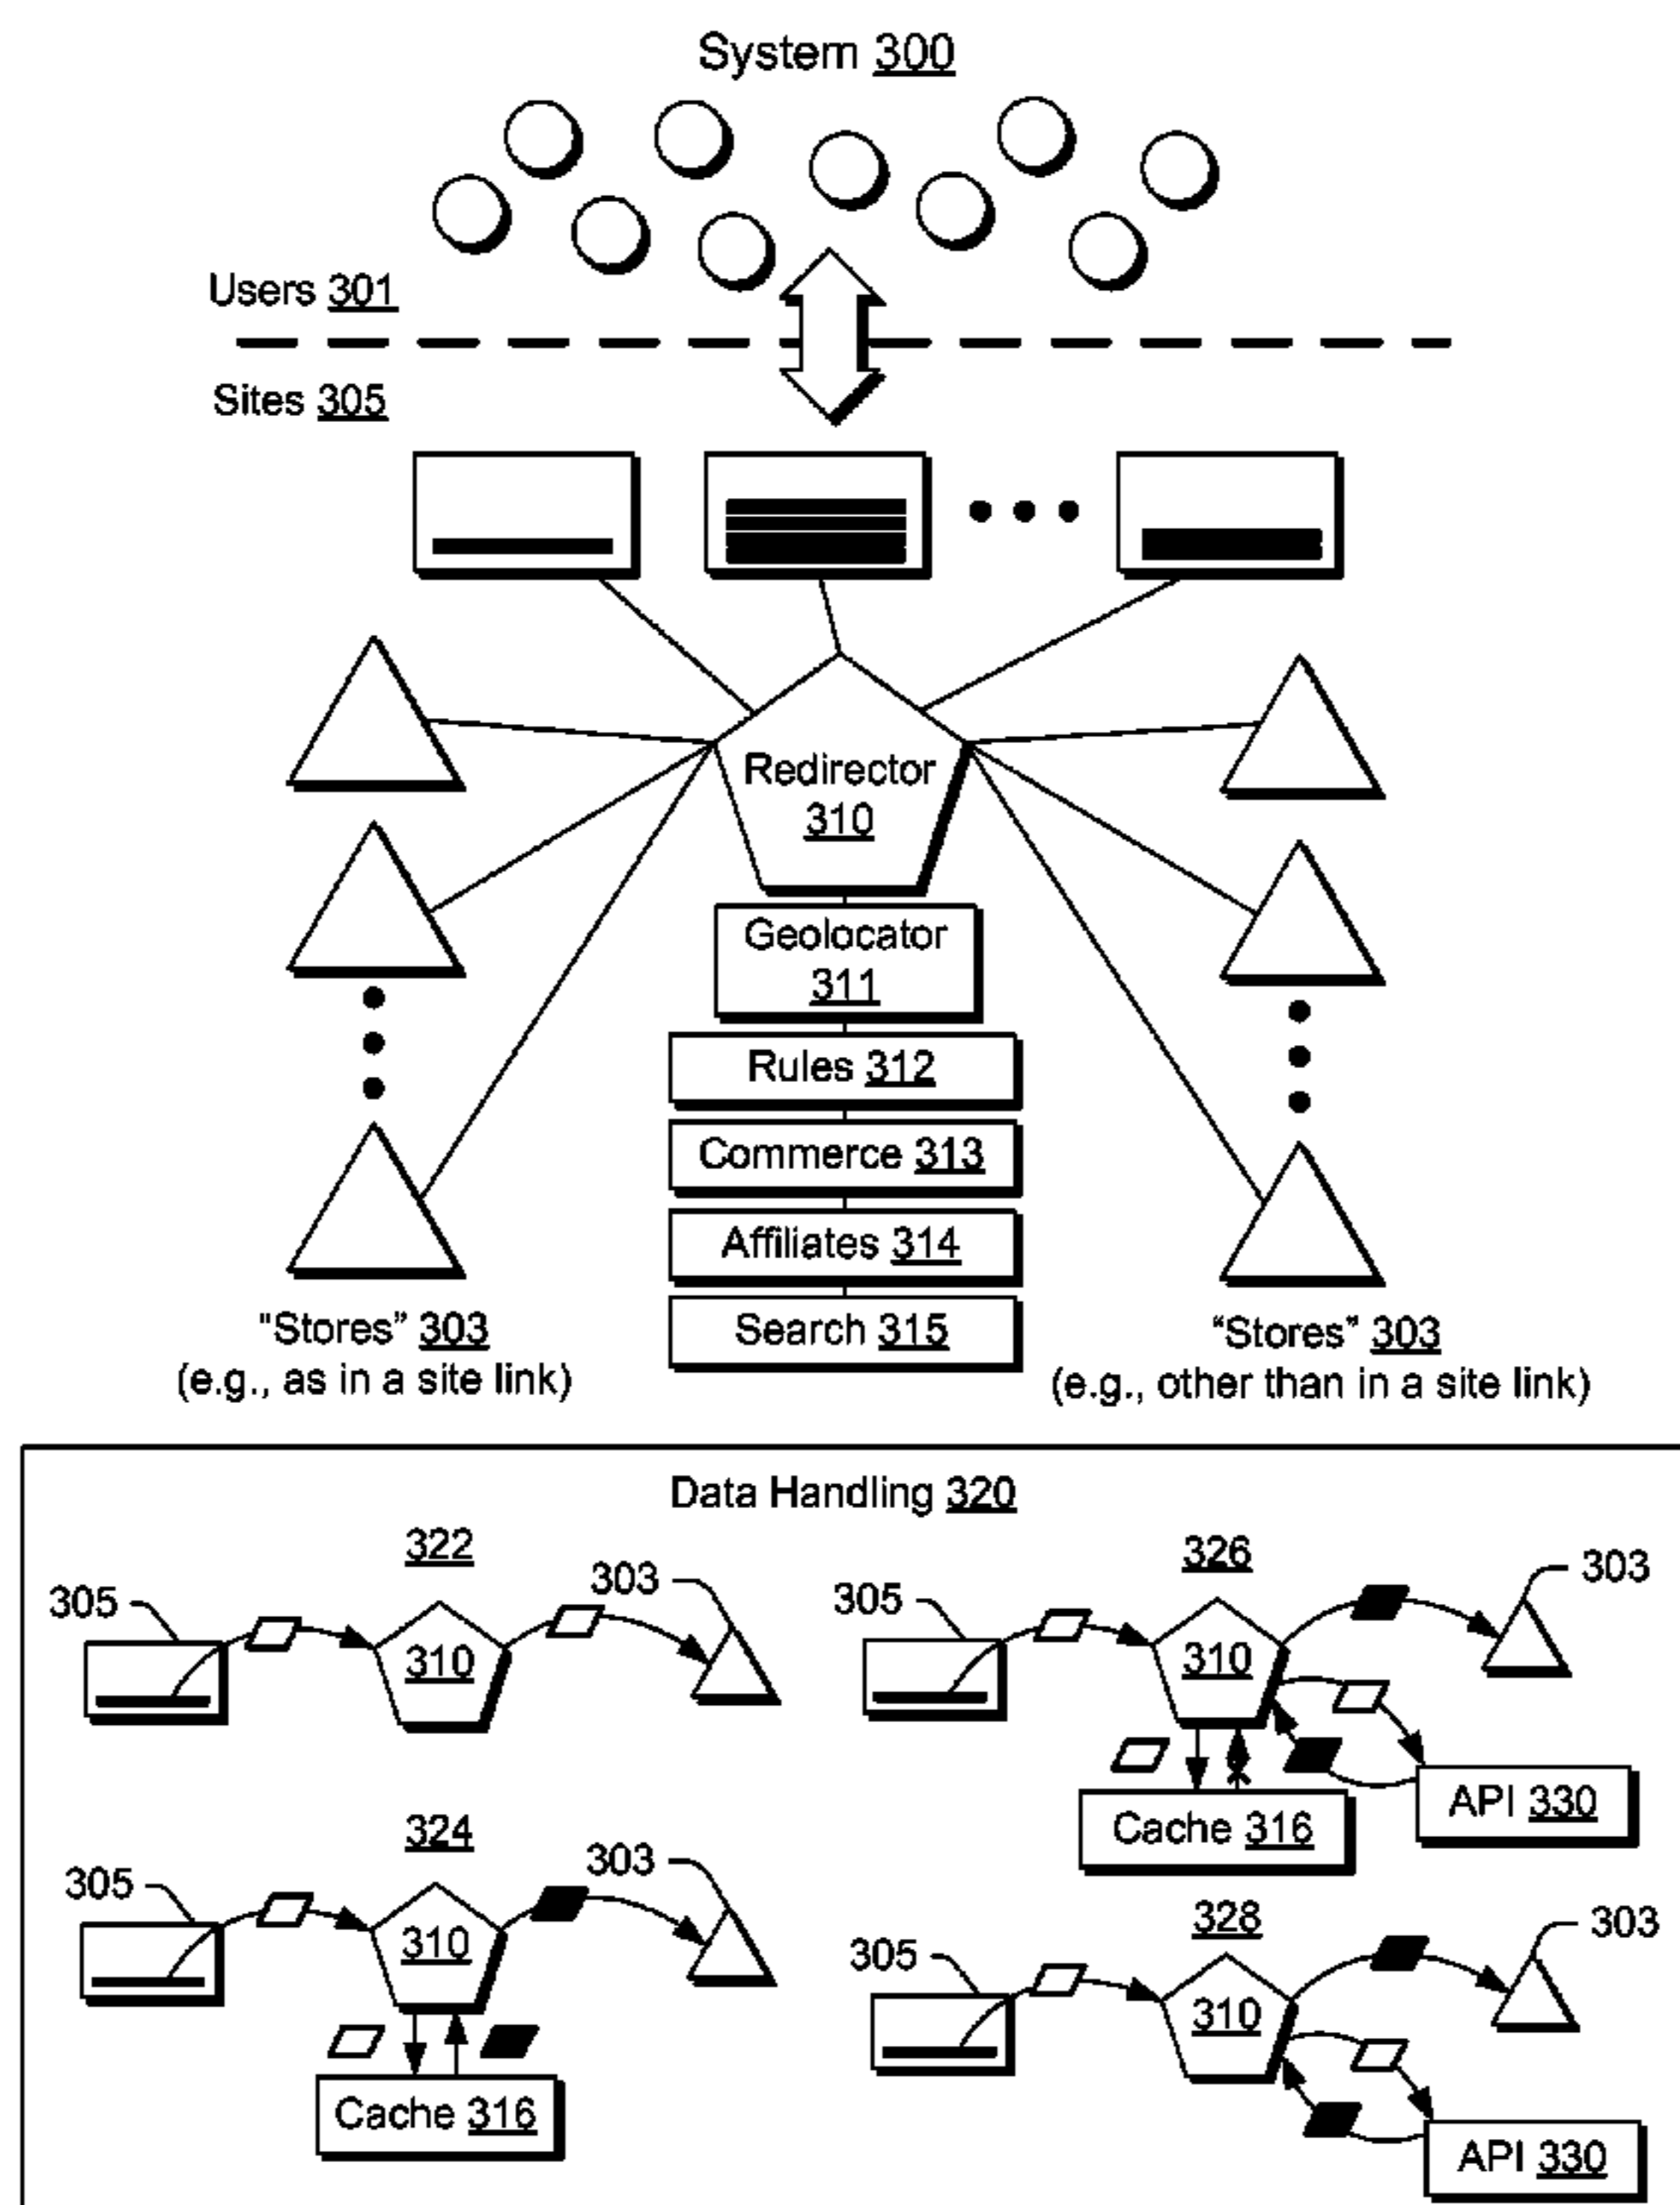 System 300
Users 301
Sites 305
Redirector
310
Geolocator
311
Rules 312
Commerce 313
Affiliates 314
Search 315
"Stores” 303
(e.g., as in a site link)
“Stores” 303
(e.g., other than in a site link)
Data Handling 320
322
305
310
303
326
305
310
303
Cache 316
API 330
324
305
310
303
Cache 316
328
305
310
303
API 330